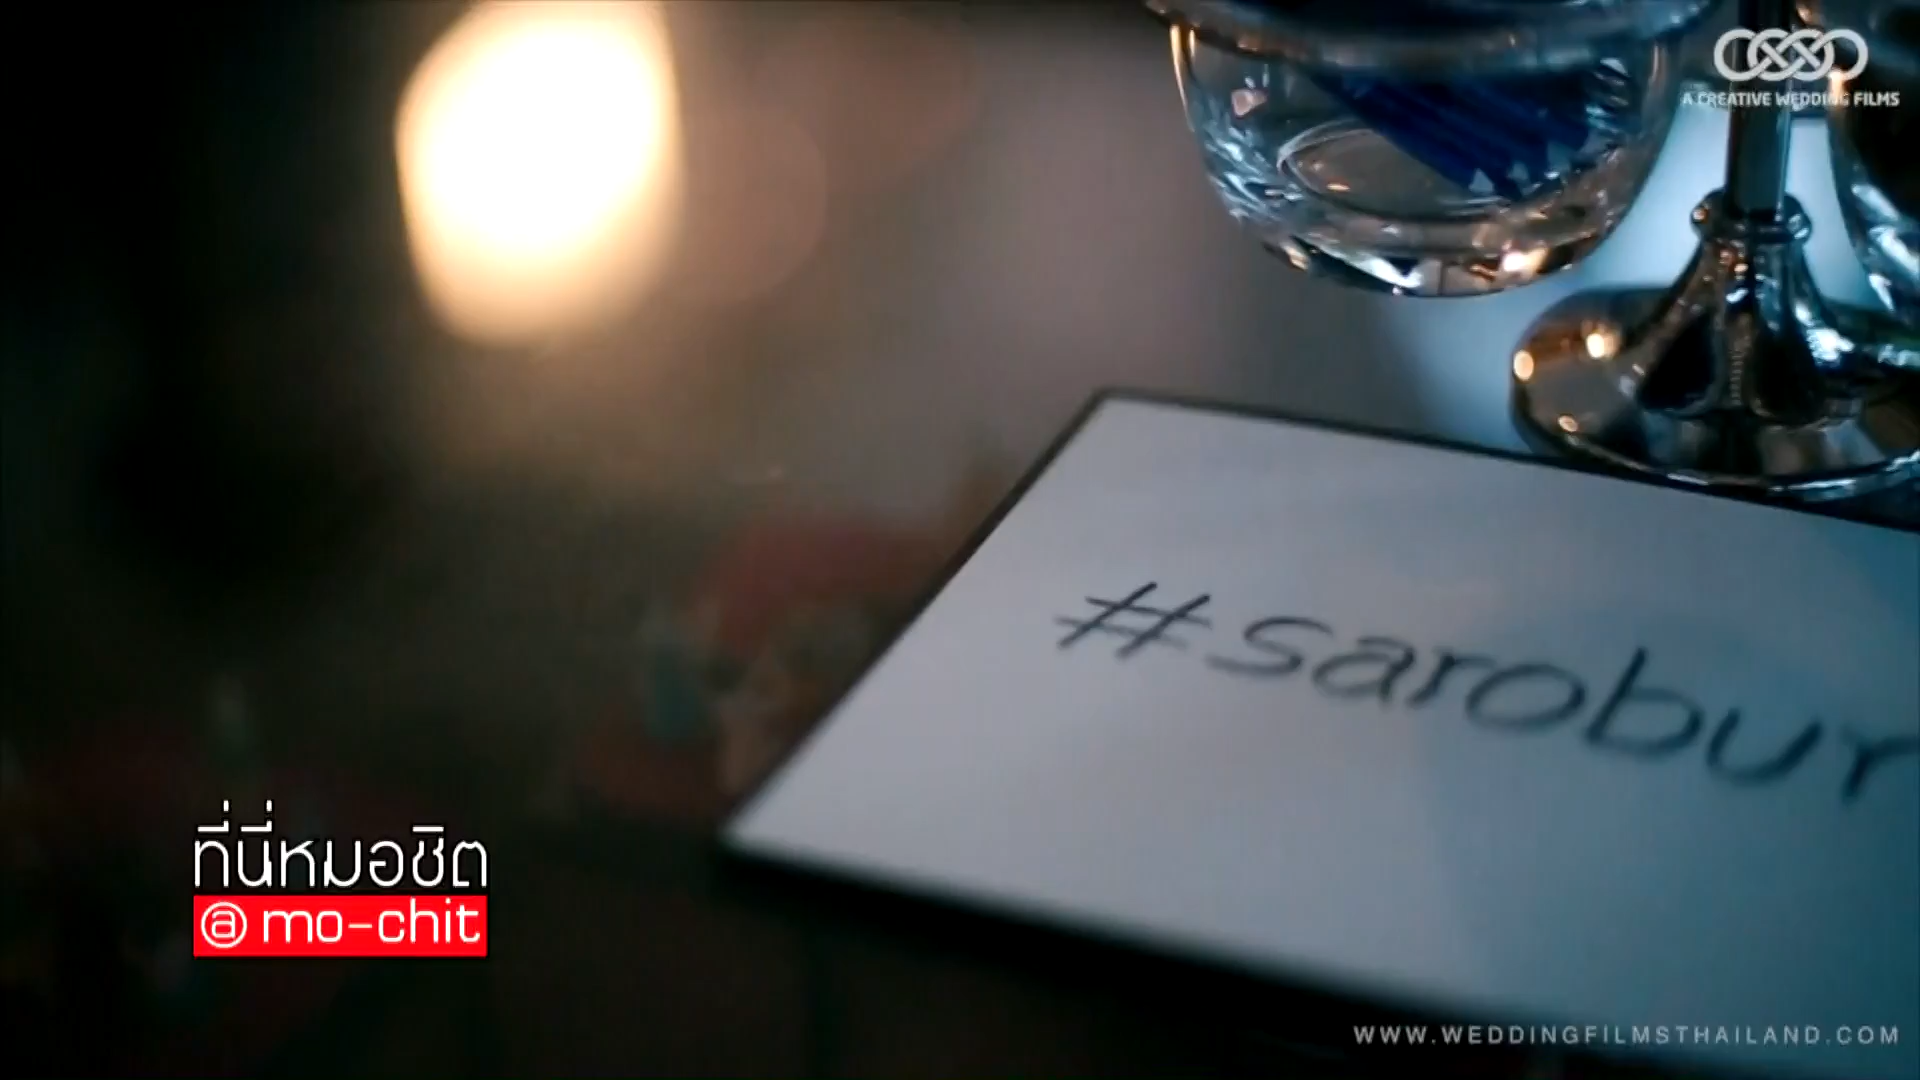 A CREATIVE WEDDING FILMS
#sarobur
ที่นี่หมอชิต
@mo-chit
WWW.WEDDINGFILMSTHAILAND.COM